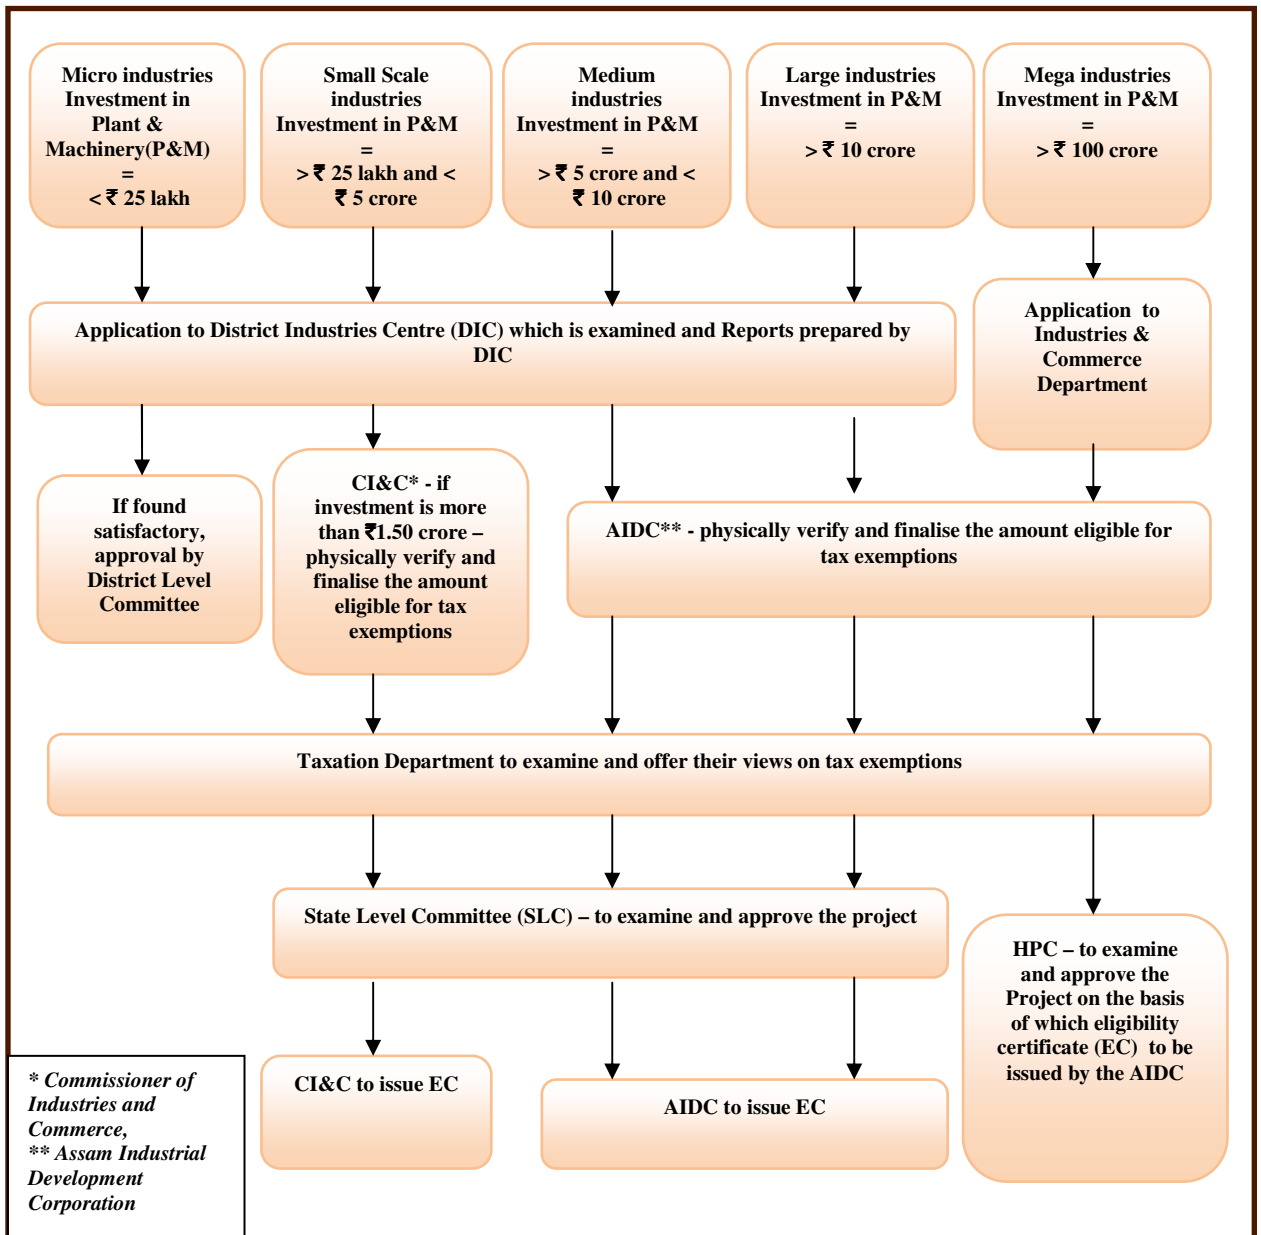 Micro industries
Investment in
Plant &
Machinery(P&M)
=
< ₹ 25 lakh
Small Scale
industries
Investment in P&M
=
> ₹ 25 lakh and <
₹ 5 crore
Medium
industries
Investment in P&M
=
> ₹ 5 crore and <
₹ 10 crore
Large industries
Investment in P&M
=
> ₹ 10 crore
Mega industries
Investment in P&M
=
> ₹ 100 crore
Application to District Industries Centre (DIC) which is examined and Reports prepared by
DIC
Application to
Industries &
Commerce
Department
If found
satisfactory,
approval by
District Level
Committee
CI&C* - if
investment is more
than ₹1.50 crore –
physically verify and
finalise the amount
eligible for tax
exemptions
AIDC** - physically verify and finalise the amount eligible for
tax exemptions
Taxation Department to examine and offer their views on tax exemptions
State Level Committee (SLC) – to examine and approve the project
HPC – to examine
and approve the
Project on the basis
of which eligibility
certificate (EC) to be
issued by the AIDC
CI&C to issue EC
AIDC to issue EC
* Commissioner of
Industries and
Commerce,
** Assam Industrial
Development
Corporation